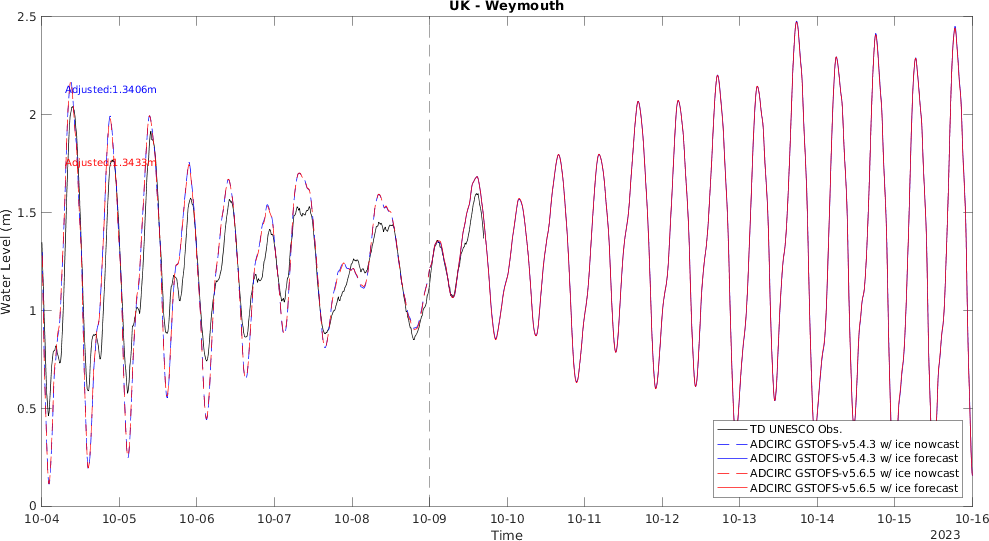 UK - Weymouth
2.5
2
1.5
1
0.5
0
Water Level (m)
Adjusted:1.3406m
Adjusted:1.3433m
TD UNESCO Obs.
ADCIRC GSTOFS-v5.4.3 w/ ice nowcast
ADCIRC GSTOFS-v5.4.3 w/ ice forecast
ADCIRC GSTOFS-v5.6.5 w/ ice nowcast
ADCIRC GSTOFS-v5.6.5 w/ ice forecast
10-04 10-05 10-06 10-07 10-08 10-09 10-10 10-11 10-12 10-13 10-14 10-15 10-16
Time
2023